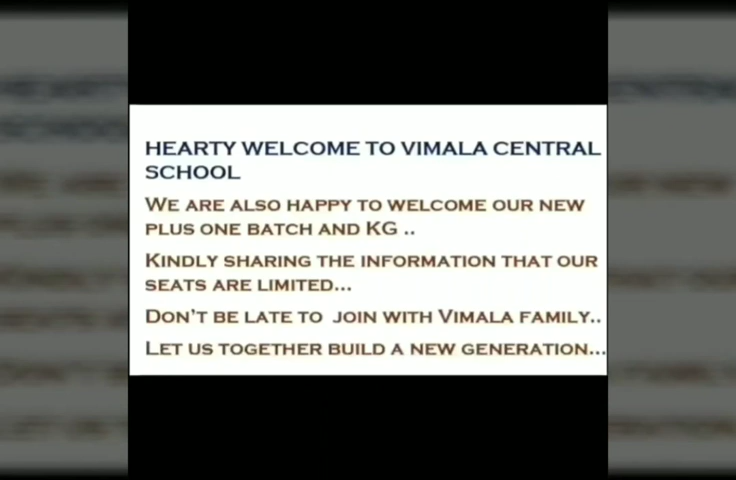 HEARTY WELCOME TO VIMALA CENTRAL
SCHOOL
WE ARE ALSO HAPPY TO WELCOME OUR NEW
PLUS ONE BATCH AND KG ..
KINDLY SHARING THE INFORMATION THAT OUR
SEATS ARE LIMITED...
DON'T BE LATE TO JOIN WITH VIMALA FAMILY..
LET US TOGETHER BUILD A NEW GENERATION...